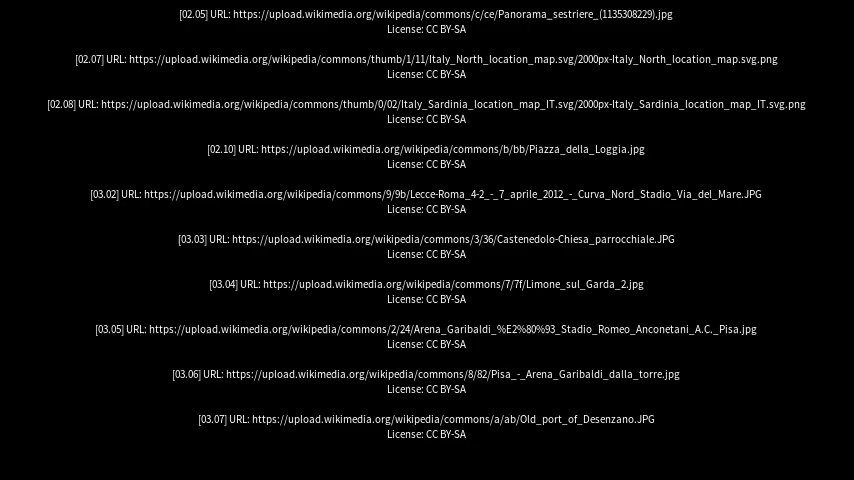 [02.05] URL: https://upload.wikimedia.org/wikipedia/commons/c/ce/Panorama_sestriere_(1135308229).jpg
License: CC BY-SA
[02.07] URL: https://upload.wikimedia.org/wikipedia/commons/thumb/1/11/Italy_North_location_map.svg/2000px-Italy_North_location_map.svg.png
License: CC BY-SA
[02.08] URL: https://upload.wikimedia.org/wikipedia/commons/thumb/0/02/Italy_Sardinia_location_map_IT.svg/2000px-Italy_Sardinia_location_map_IT.svg.png
License: CC BY-SA
[02.10] URL: https://upload.wikimedia.org/wikipedia/commons/b/bb/Piazza_della_Loggia.jpg
License: CC BY-SA
[03.02] URL: https://upload.wikimedia.org/wikipedia/commons/9/9b/Lecce-Roma_4-2_-_7_aprile_2012_-_Curva_Nord_Stadio_Via_del_Mare.JPG
License: CC BY-SA
[03.03] URL: https://upload.wikimedia.org/wikipedia/commons/3/36/Castenedolo-Chiesa_parrocchiale.JPG
License: CC BY-SA
[03.04] URL: https://upload.wikimedia.org/wikipedia/commons/7/7f/Limone_sul_Garda_2.jpg
License: CC BY-SA
[03.05] URL: https://upload.wikimedia.org/wikipedia/commons/2/24/Arena_Garibaldi_%E2%80%93_Stadio_Romeo_Anconetani_A.C._Pisa.jpg
License: CC BY-SA
[03.06] URL: https://upload.wikimedia.org/wikipedia/commons/8/82/Pisa_-_Arena_Garibaldi_dalla_torre.jpg
License: CC BY-SA
[03.07] URL: https://upload.wikimedia.org/wikipedia/commons/a/ab/Old_port_of_Desenzano.JPG
License: CC BY-SA